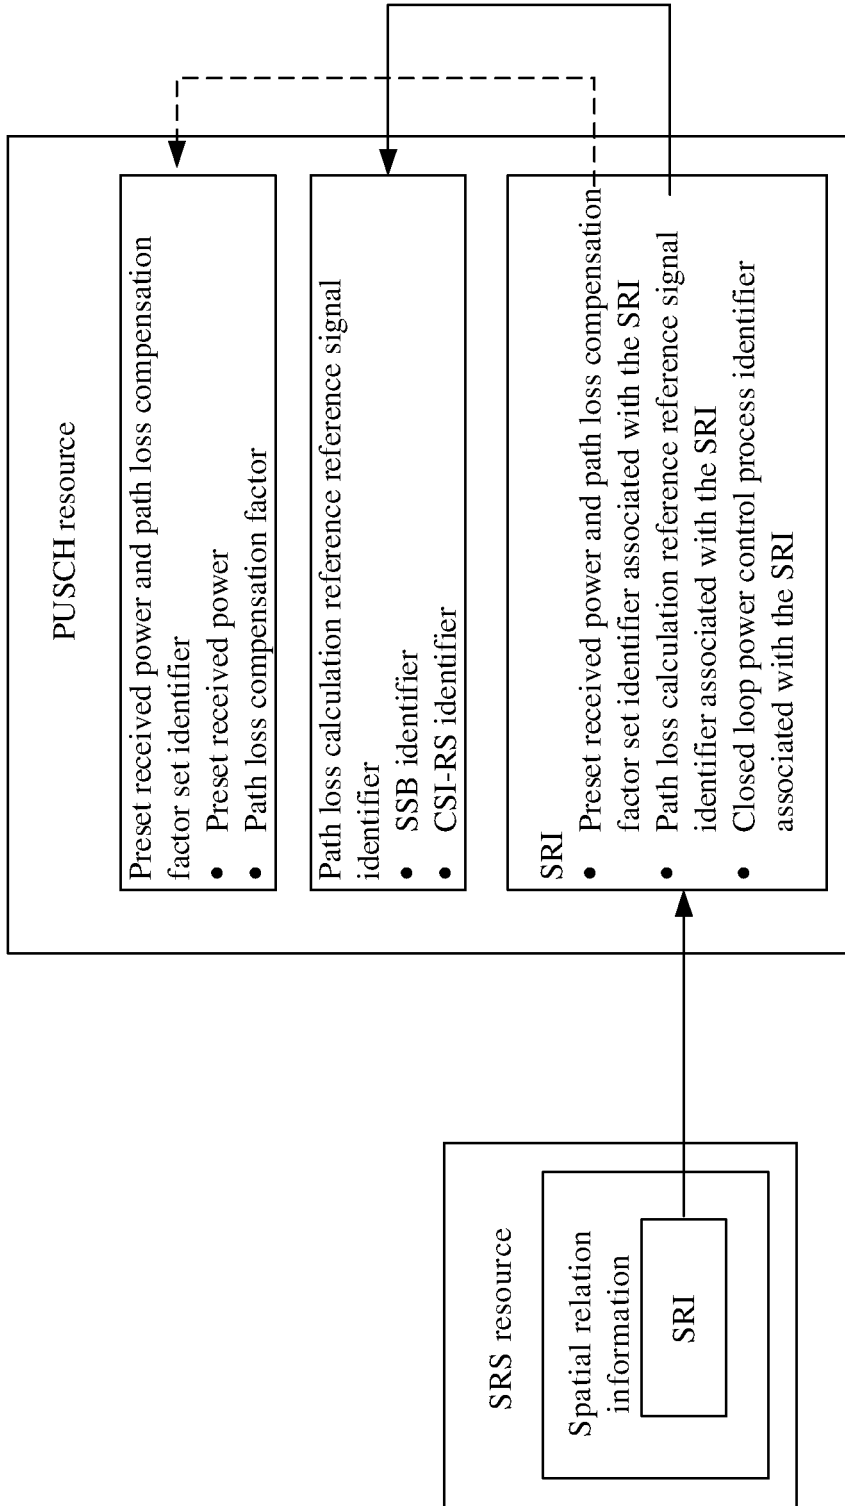 PUSCH resource
Preset received power and path loss compensation
factor set identifier
• Preset received power
• Path loss compensation factor
Path loss calculation reference reference signal
identifier
• SSB identifier
• CSI-RS identifier
SRI
• Preset received power and path loss compensation
factor set identifier associated with the SRI
• Path loss calculation reference reference signal
identifier associated with the SRI
• Closed loop power control process identifier
associated with the SRI
SRS resource
Spatial relation
information
SRI